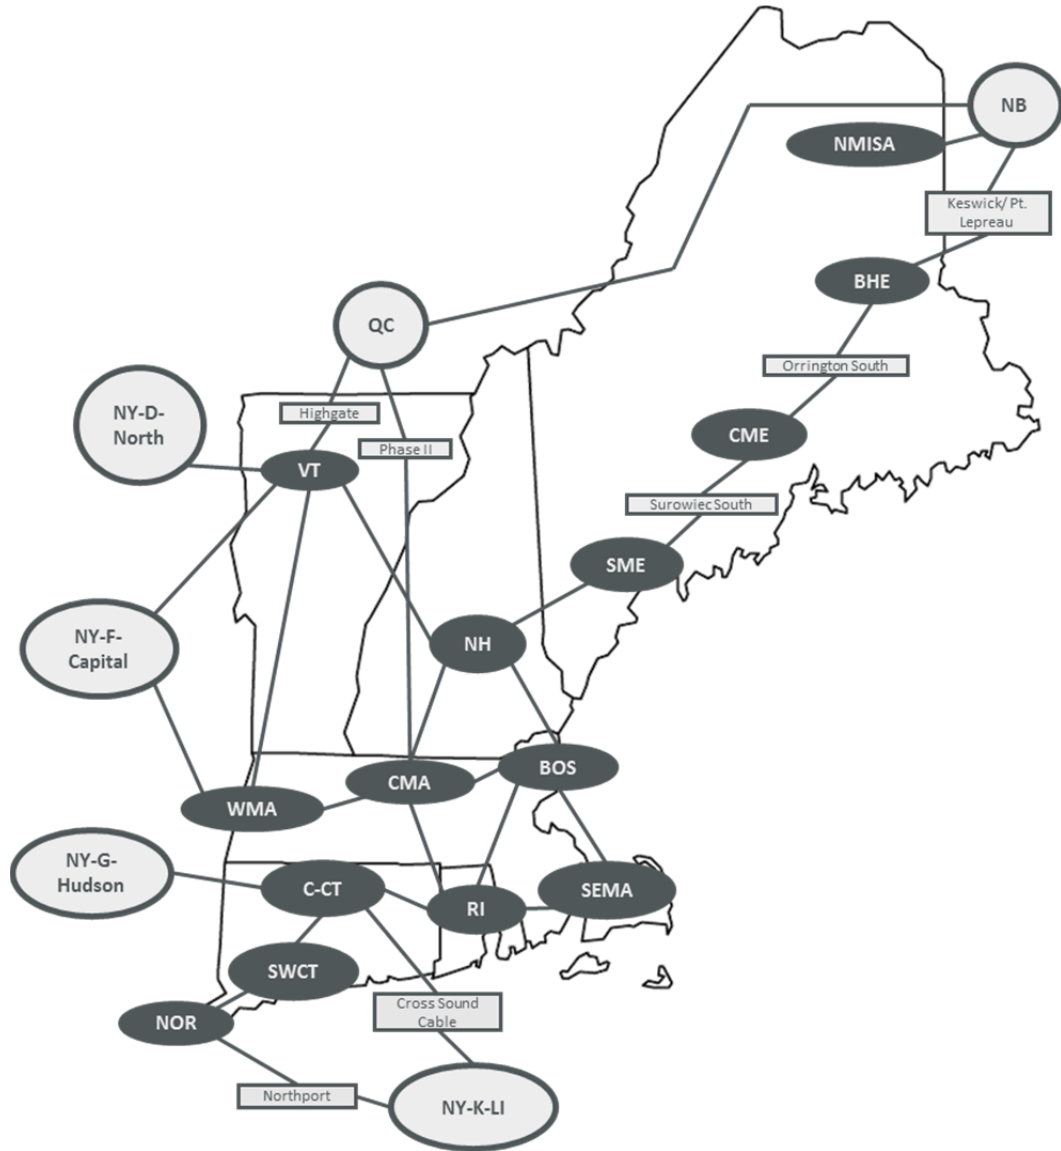 NB
NMISA
Keswick/ Pt.
Lepreau
BHE
QC
Orrington South
NY-D-
North
Highgate
CME
Phase II
VT
Surowiec South
SME
NY-F-
Capital
NH
BOS
CMA
WMA
NY-G-
Hudson
C-CT
SEMA
RI
SWCT
Cross Sound
Cable
NOR
Northport
NY-K-LI